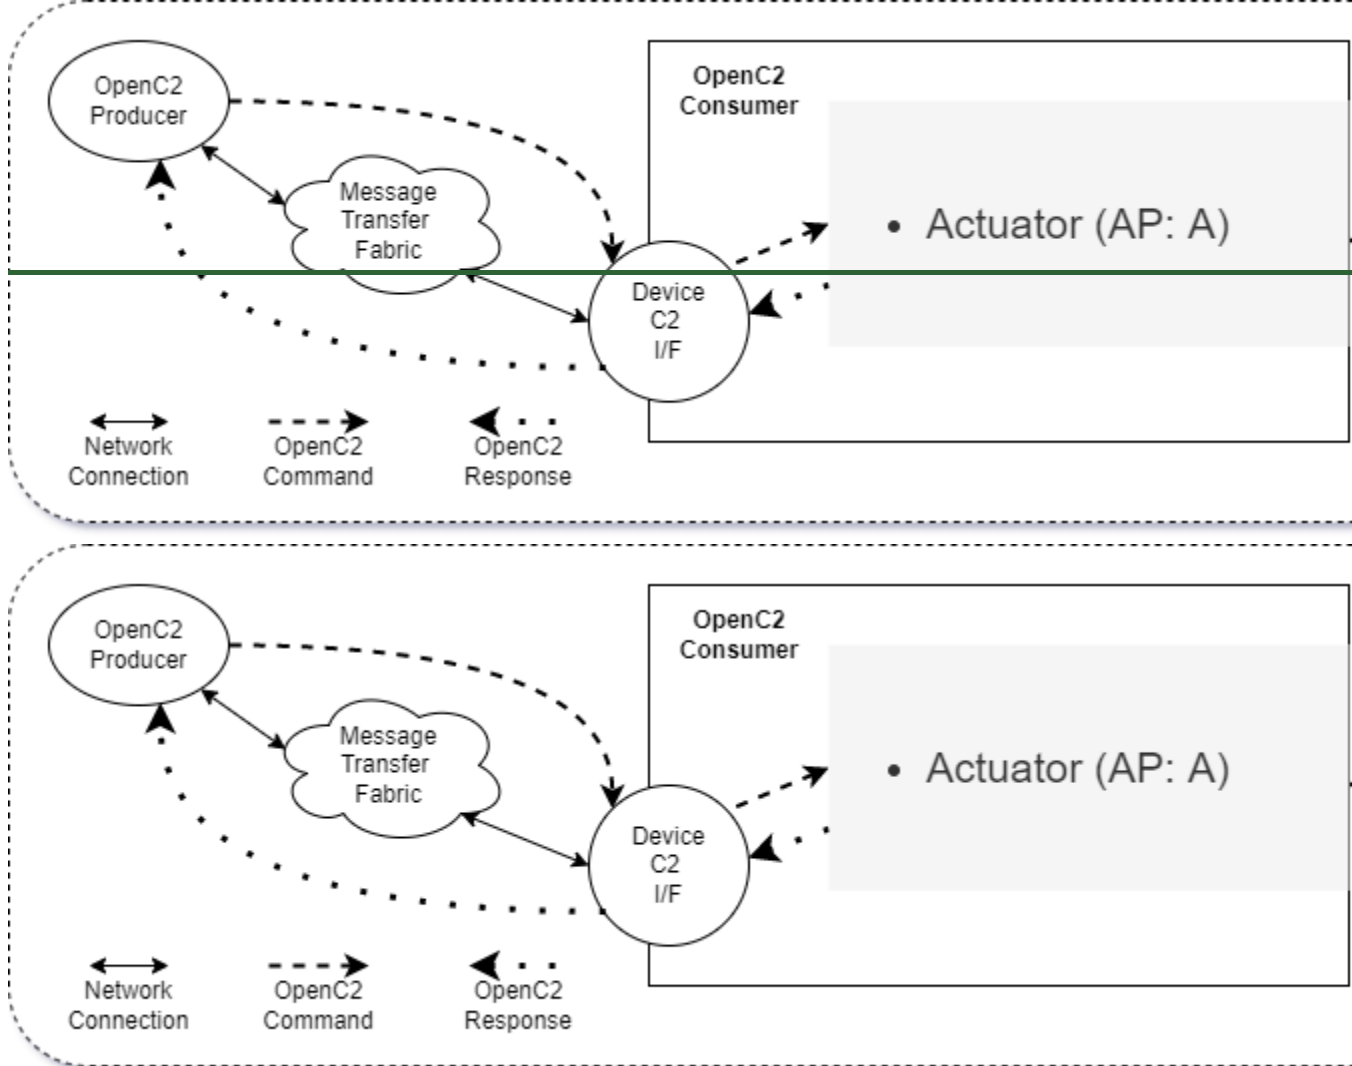 OpenC2
Producer
Message
Transfer
Fabric
OpenC2
Consumer
• Actuator (AP: A)
Device
C2
I/F
Network
Connection
OpenC2
Command
OpenC2
Response
OpenC2
Producer
Message
Transfer
Fabric
OpenC2
Consumer
• Actuator (AP: A)
Device
C2
I/F
Network
Connection
OpenC2
Command
OpenC2
Response